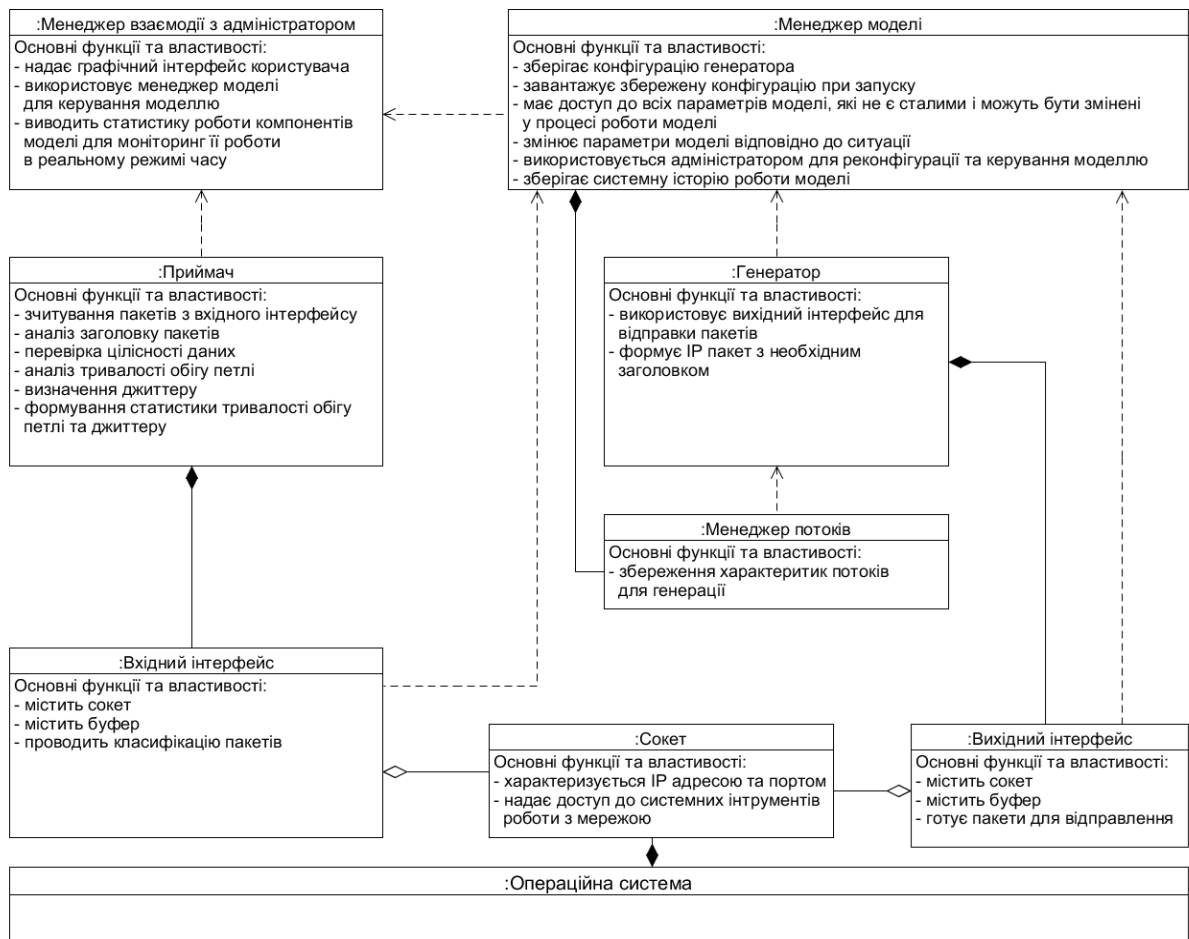 :Менеджер взаємодії з адміністратором
Основні функції та властивості:
- надає графічний інтерфейс користувача
- використовує менеджер моделі
для керування моделлю
- виводить статистику роботи компонентів
моделі для моніторинг її роботи
в реальному режимі часу
:Менеджер моделі
Основні функції та властивості:
- зберігає конфігурацію генератора
- завантажує збережену конфігурацію при запуску
- має доступ до всіх параметрів моделі, які не є сталими і можуть бути змінені
у процесі роботи моделі
- змінює параметри моделі відповідно до ситуації
- використовується адміністратором для реконфігурації та керування моделлю
- зберігає системну історію роботи моделі
:Приймач
Основні функції та властивості:
- зчитування пакетів з вхідного інтерфейсу
- аналіз заголовку пакетів
- перевірка цілісності даних
- аналіз тривалості обігу петлі
- визначення джиттеру
- формування статистики тривалості обігу
петлі та джиттеру
:Генератор
Основні функції та властивості:
- використовує вихідний інтерфейс для
відправки пакетів
- формує IP пакет з необхідним
заголовком
:Менеджер потоків
Основні функції та властивості:
- збереження характеритик потоків
для генерації
:Вхідний інтерфейс
Основні функції та властивості:
- містить сокет
- містить буфер
- проводить класифікацію пакетів
:Сокет
Основні функції та властивості:
- характеризується IP адресою та портом
- надає доступ до системних інтрументів
роботи з мережою
:Вихідний інтерфейс
Основні функції та властивості:
- містить сокет
- містить буфер
- готує пакети для відправлення
:Операційна система